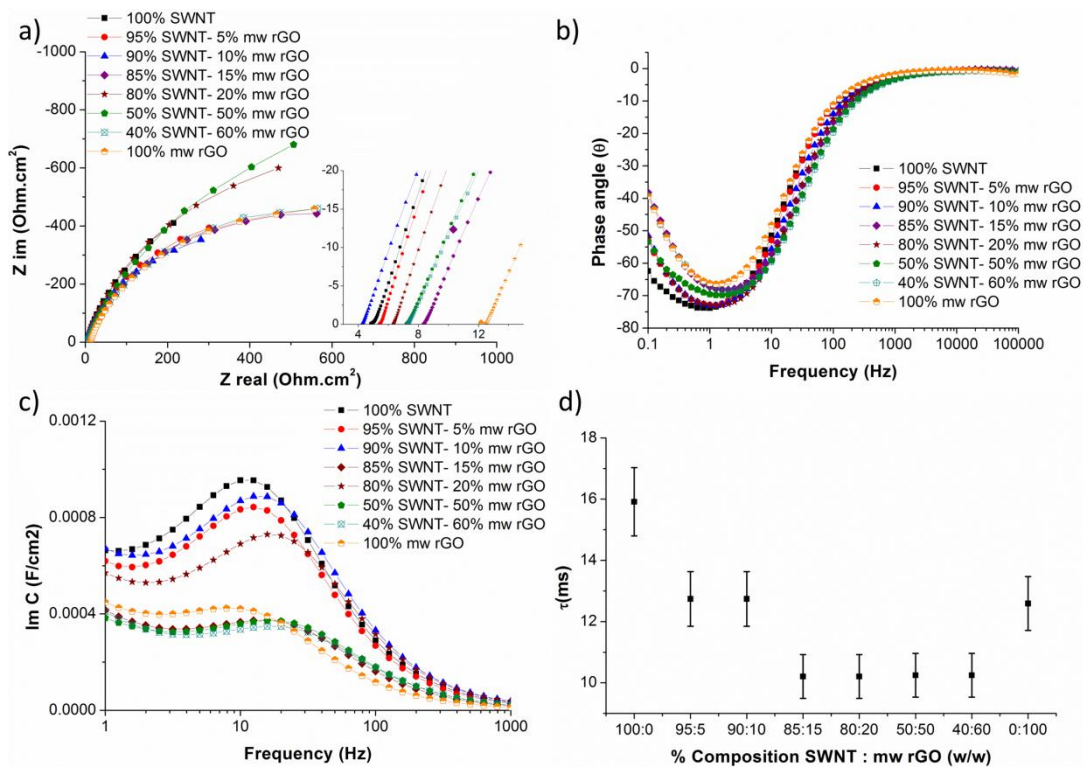 a)
100% SWNT
95% SWNT- 5% mw rGO
90% SWNT- 10% mw rGO
85% SWNT- 15% mw rGO
80% SWNT- 20% mw rGO
50% SWNT- 50% mw rGO
40% SWNT- 60% mw rGO
100% mw rGO
-1000
-800
-600
-400
-200
0
Z im (Ohm.cm²)
0 200 400 600 800 1000
Z real (Ohm.cm²)
-20
-15
-10
-5
0
4 6 8 10 12 14
b)
0
-10
-20
-30
-40
-50
-60
-70
-80
Phase angle (θ)
100% SWNT
95% SWNT- 5% mw rGO
90% SWNT- 10% mw rGO
85% SWNT- 15% mw rGO
80% SWNT- 20% mw rGO
50% SWNT- 50% mw rGO
40% SWNT- 60% mw rGO
100% mw rGO
0.1 1 10 100 1000 10000 100000
Frequency (Hz)
c)
0.0012
0.0008
0.0004
0.0000
Im C (F/cm2)
100% SWNT
95% SWNT- 5% mw rGO
90% SWNT- 10% mw rGO
85% SWNT- 15% mw rGO
80% SWNT- 20% mw rGO
50% SWNT- 50% mw rGO
40% SWNT- 60% mw rGO
100% mw rGO
1 10 100 1000
Frequency (Hz)
d)
16
14
12
10
τ(ms)
100:0 95:5 90:10 85:15 80:20 50:50 40:60 0:100
% Composition SWNT : mw rGO (w/w)